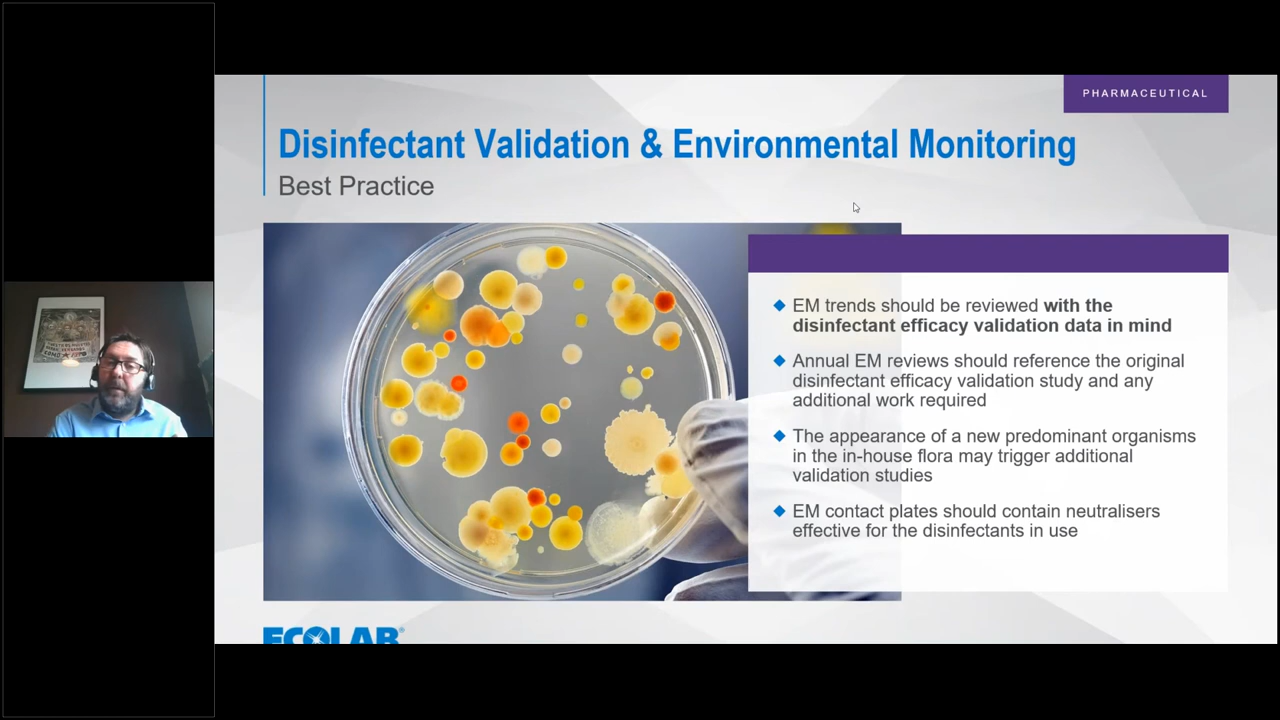 PHARMACEUTICAL
Disinfectant Validation & Environmental Monitoring
Best Practice
EM trends should be reviewed with the
disinfectant efficacy validation data in mind
Annual EM reviews should reference the original
disinfectant efficacy validation study and any
additional work required
The appearance of a new predominant organisms
in the in-house flora may trigger additional
validation studies
EM contact plates should contain neutralisers
effective for the disinfectants in use
ECOLAB